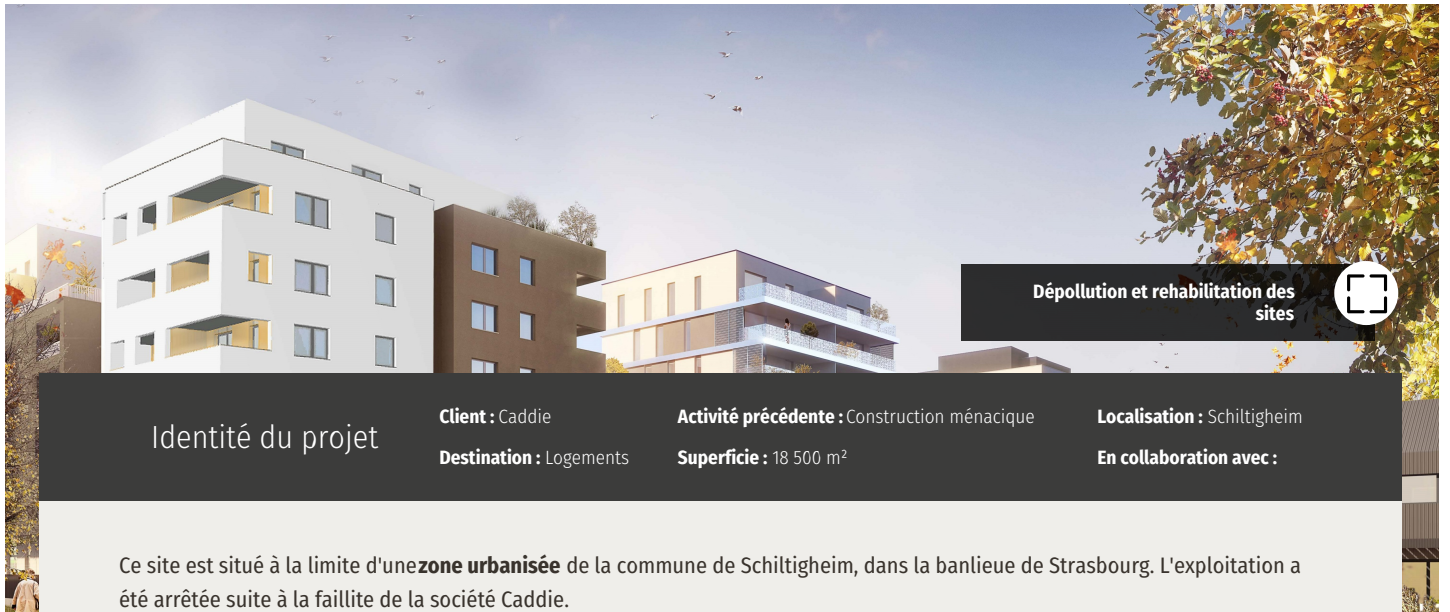 Dépollution et rehabilitation des
sites
Identité du projet
Client : Caddie
Activité précédente : Construction ménacique
Localisation : Schiltigheim
Destination : Logements
Superficie : 18 500 m²
En collaboration avec :
Ce site est situé à la limite d'unezone urbanisée de la commune de Schiltigheim, dans la banlieue de Strasbourg. L'exploitation a
été arrêtée suite à la faillite de la société Caddie.